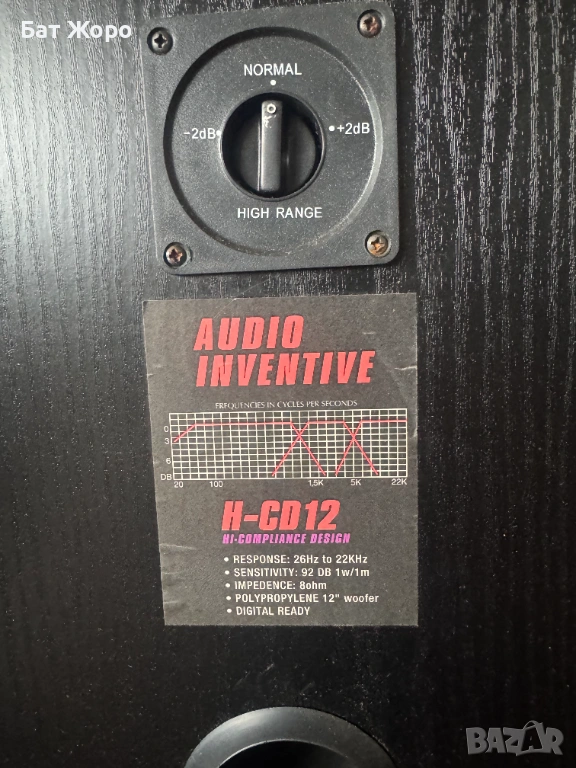 Бат Жоро
NORMAL
-2dB
+2dB
HIGH RANGE
AUDIO
INVENTIVE
FREQUENCIES IN CYCLES PER SECONDS
0
3
6
DB
20 100 1.5K 5K 22K
H-CD12
HI-COMPLIANCE DESIGN
• RESPONSE: 26Hz to 22KHz
• SENSITIVITY: 92 DB 1w/1m
• IMPEDENCE: 8ohm
• POLYPROPYLENE 12" woofer
• DIGITAL READY
BAZAR